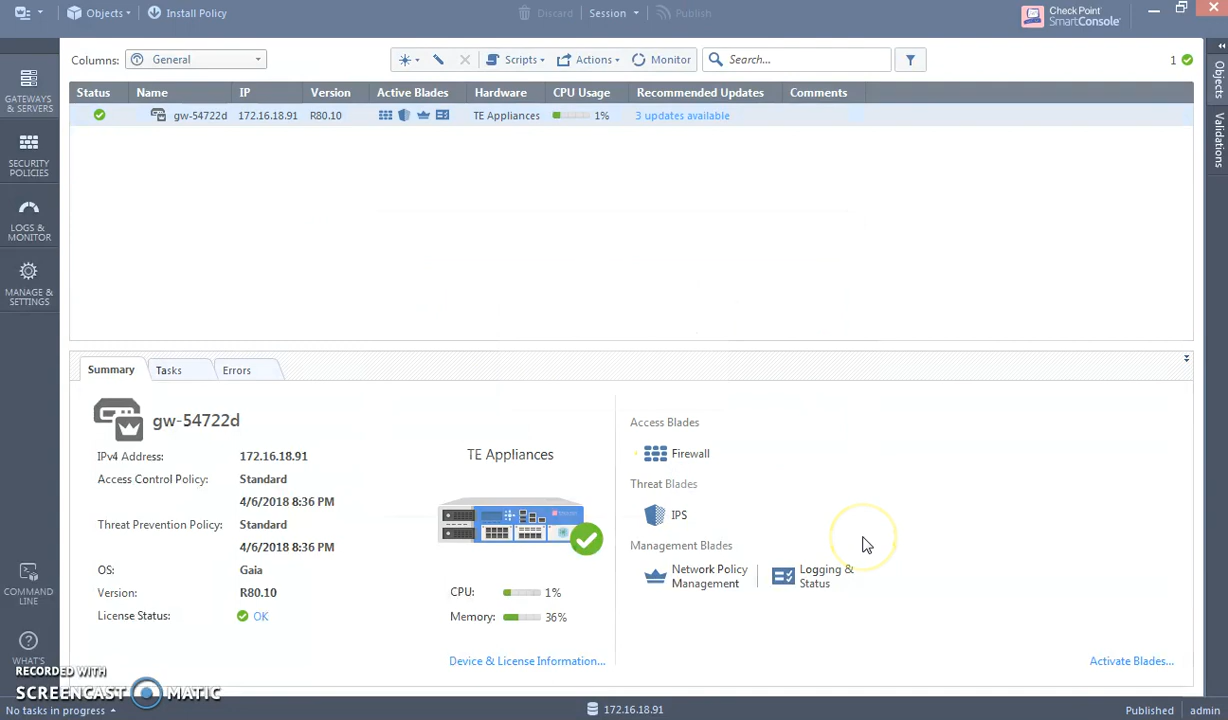 Objects
Install Policy
Discard
Session
Publish
Check Point
SmartConsole
Columns:
General
Scripts
Actions
Monitor
Search...
1
GATEWAYS
& SERVERS
SECURITY
POLICIES
LOGS &
MONITOR
MANAGE &
SETTINGS
COMMAND
LINE
WHAT'S
Objects
Validations
Status Name IP Version Active Blades Hardware CPU Usage Recommended Updates Comments
gw-54722d 172.16.18.91 R80.10 TE Appliances 1% 3 updates available
Summary
Tasks
Errors
gw-54722d
IPv4 Address: 172.16.18.91
Access Control Policy: Standard
4/6/2018 8:36 PM
Threat Prevention Policy: Standard
4/6/2018 8:36 PM
OS: Gaia
Version: R80.10
License Status: OK
TE Appliances
CPU: 1%
Memory: 36%
Device & License Information...
Access Blades
Firewall
Threat Blades
IPS
Management Blades
Network Policy
Management
Logging &
Status
Activate Blades...
RECORDED WITH
SCREENCAST MATIC
No tasks in progress
172.16.18.91
Published
admin